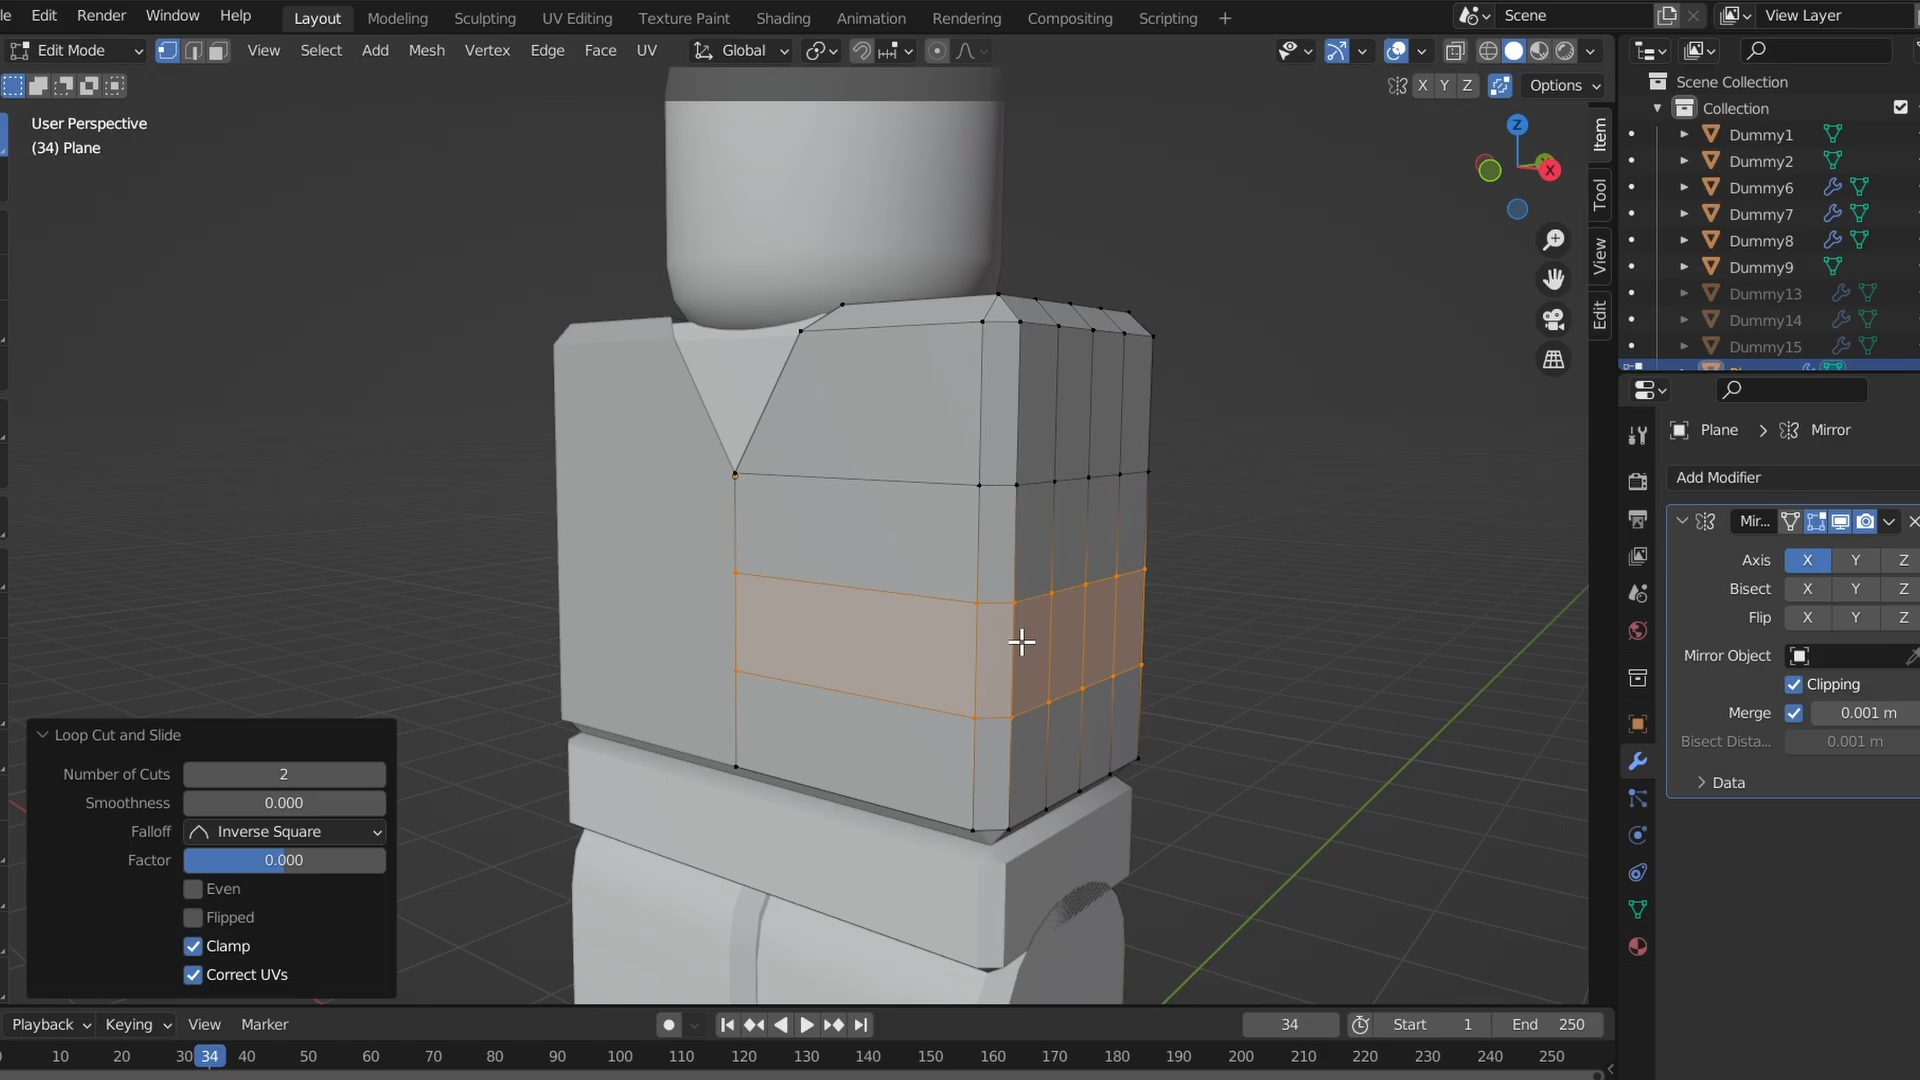 le Edit Render Window Help Layout Modeling Sculpting UV Editing Texture Paint Shading Animation Rendering Compositing Scripting + Scene View Layer
Edit Mode View Select Add Mesh Vertex Edge Face UV Global
X Y Z Options
User Perspective
(34) Plane
Z
X
Item
Tool
View
Edit
Scene Collection
Collection
Dummy1
Dummy2
Dummy6
Dummy7
Dummy8
Dummy9
Dummy13
Dummy14
Dummy15
Plane > Mirror
Add Modifier
Mir...
Axis X Y Z
Bisect X Y Z
Flip X Y Z
Mirror Object
Clipping
Merge 0.001 m
Bisect Dista... 0.001 m
Data
Loop Cut and Slide
Number of Cuts 2
Smoothness 0.000
Falloff Inverse Square
Factor 0.000
Even
Flipped
Clamp
Correct UVs
Playback Keying View Marker 34 Start 1 End 250
0 10 20 30 34 40 50 60 70 80 90 100 110 120 130 140 150 160 170 180 190 200 210 220 230 240 250